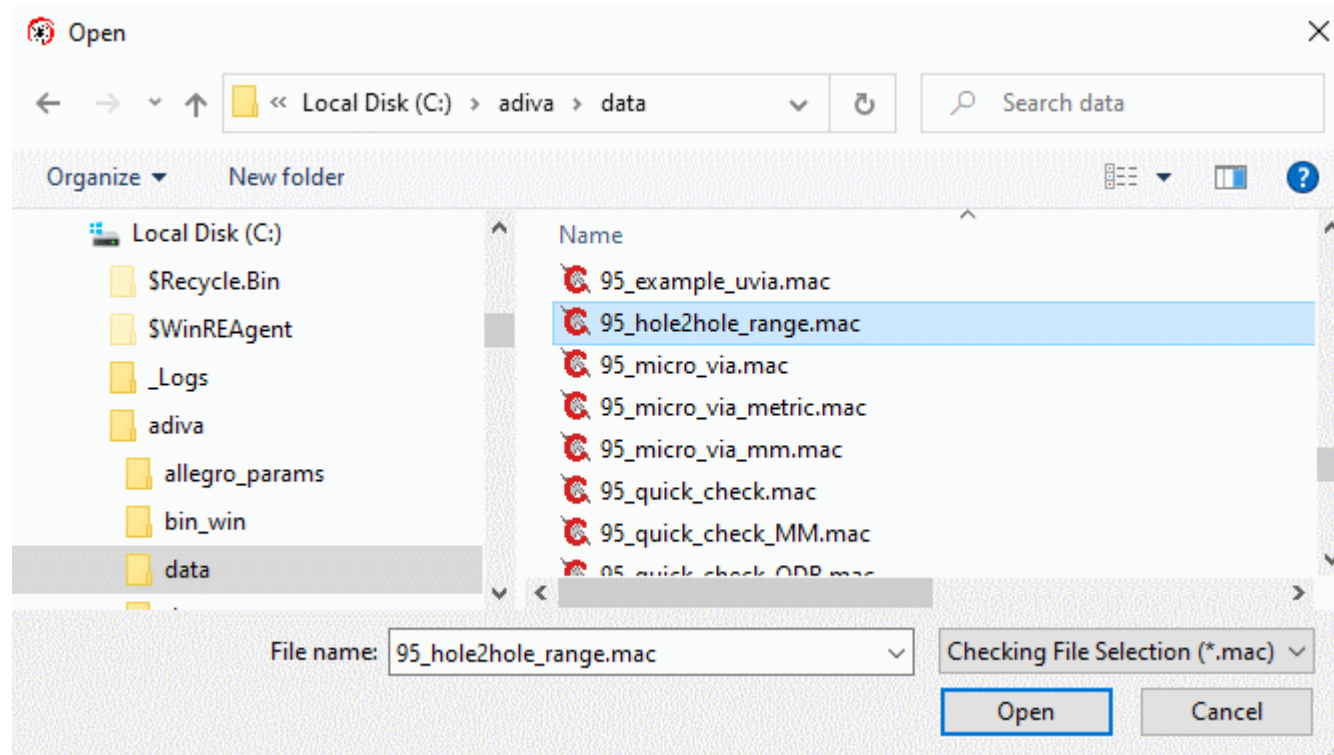 Open
« Local Disk (C:) › adiva › data
Search data
Organize
New folder
Local Disk (C:)
$Recycle.Bin
$WinREAgent
_Logs
adiva
allegro_params
bin_win
data
Name
95_example_uvia.mac
95_hole2hole_range.mac
95_micro_via.mac
95_micro_via_metric.mac
95_micro_via_mm.mac
95_quick_check.mac
95_quick_check_MM.mac
File name: 95_hole2hole_range.mac
Checking File Selection (*.mac)
Open
Cancel